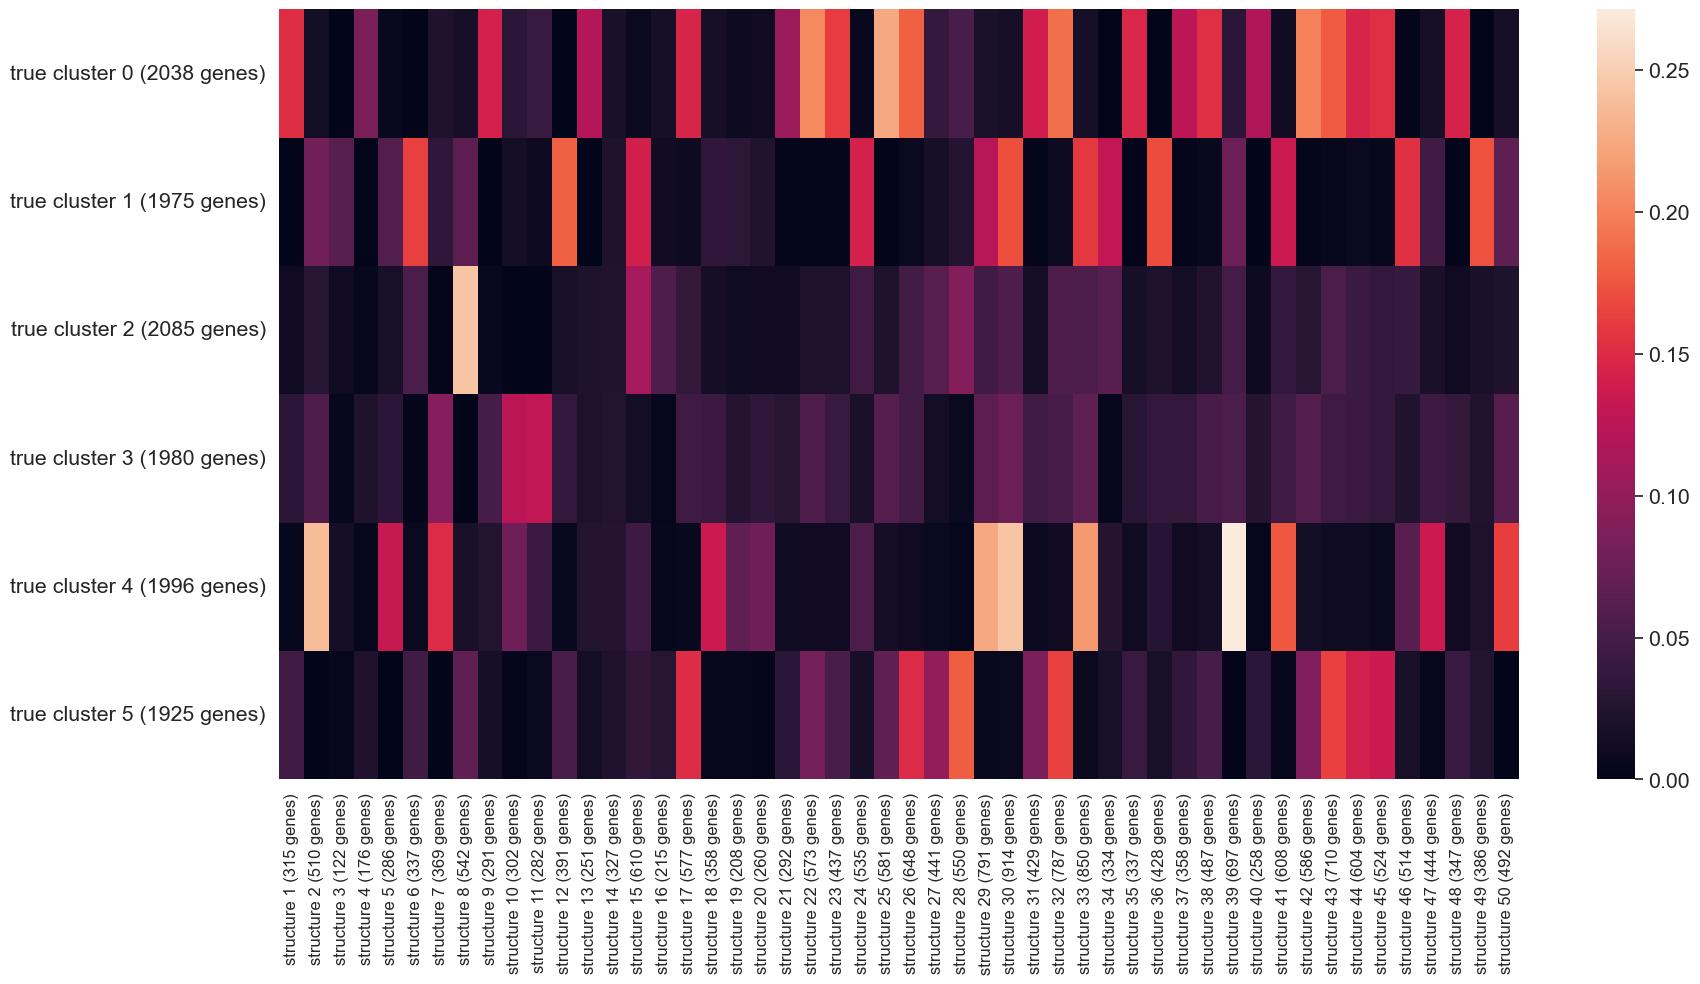 true cluster 0 (2038 genes)
true cluster 1 (1975 genes)
true cluster 2 (2085 genes)
true cluster 3 (1980 genes)
true cluster 4 (1996 genes)
true cluster 5 (1925 genes)
0.25
0.20
0.15
0.10
0.05
0.00
structure 1 (315 genes)
structure 2 (510 genes)
structure 3 (122 genes)
structure 4 (176 genes)
structure 5 (286 genes)
structure 6 (337 genes)
structure 7 (369 genes)
structure 8 (542 genes)
structure 9 (291 genes)
structure 10 (302 genes)
structure 11 (282 genes)
structure 12 (391 genes)
structure 13 (251 genes)
structure 14 (327 genes)
structure 15 (610 genes)
structure 16 (215 genes)
structure 17 (577 genes)
structure 18 (358 genes)
structure 19 (208 genes)
structure 20 (260 genes)
structure 21 (292 genes)
structure 22 (573 genes)
structure 23 (437 genes)
structure 24 (535 genes)
structure 25 (581 genes)
structure 26 (648 genes)
structure 27 (441 genes)
structure 28 (550 genes)
structure 29 (791 genes)
structure 30 (914 genes)
structure 31 (429 genes)
structure 32 (787 genes)
structure 33 (850 genes)
structure 34 (334 genes)
structure 35 (337 genes)
structure 36 (428 genes)
structure 37 (358 genes)
structure 38 (487 genes)
structure 39 (697 genes)
structure 40 (258 genes)
structure 41 (608 genes)
structure 42 (586 genes)
structure 43 (710 genes)
structure 44 (604 genes)
structure 45 (524 genes)
structure 46 (514 genes)
structure 47 (444 genes)
structure 48 (347 genes)
structure 49 (386 genes)
structure 50 (492 genes)